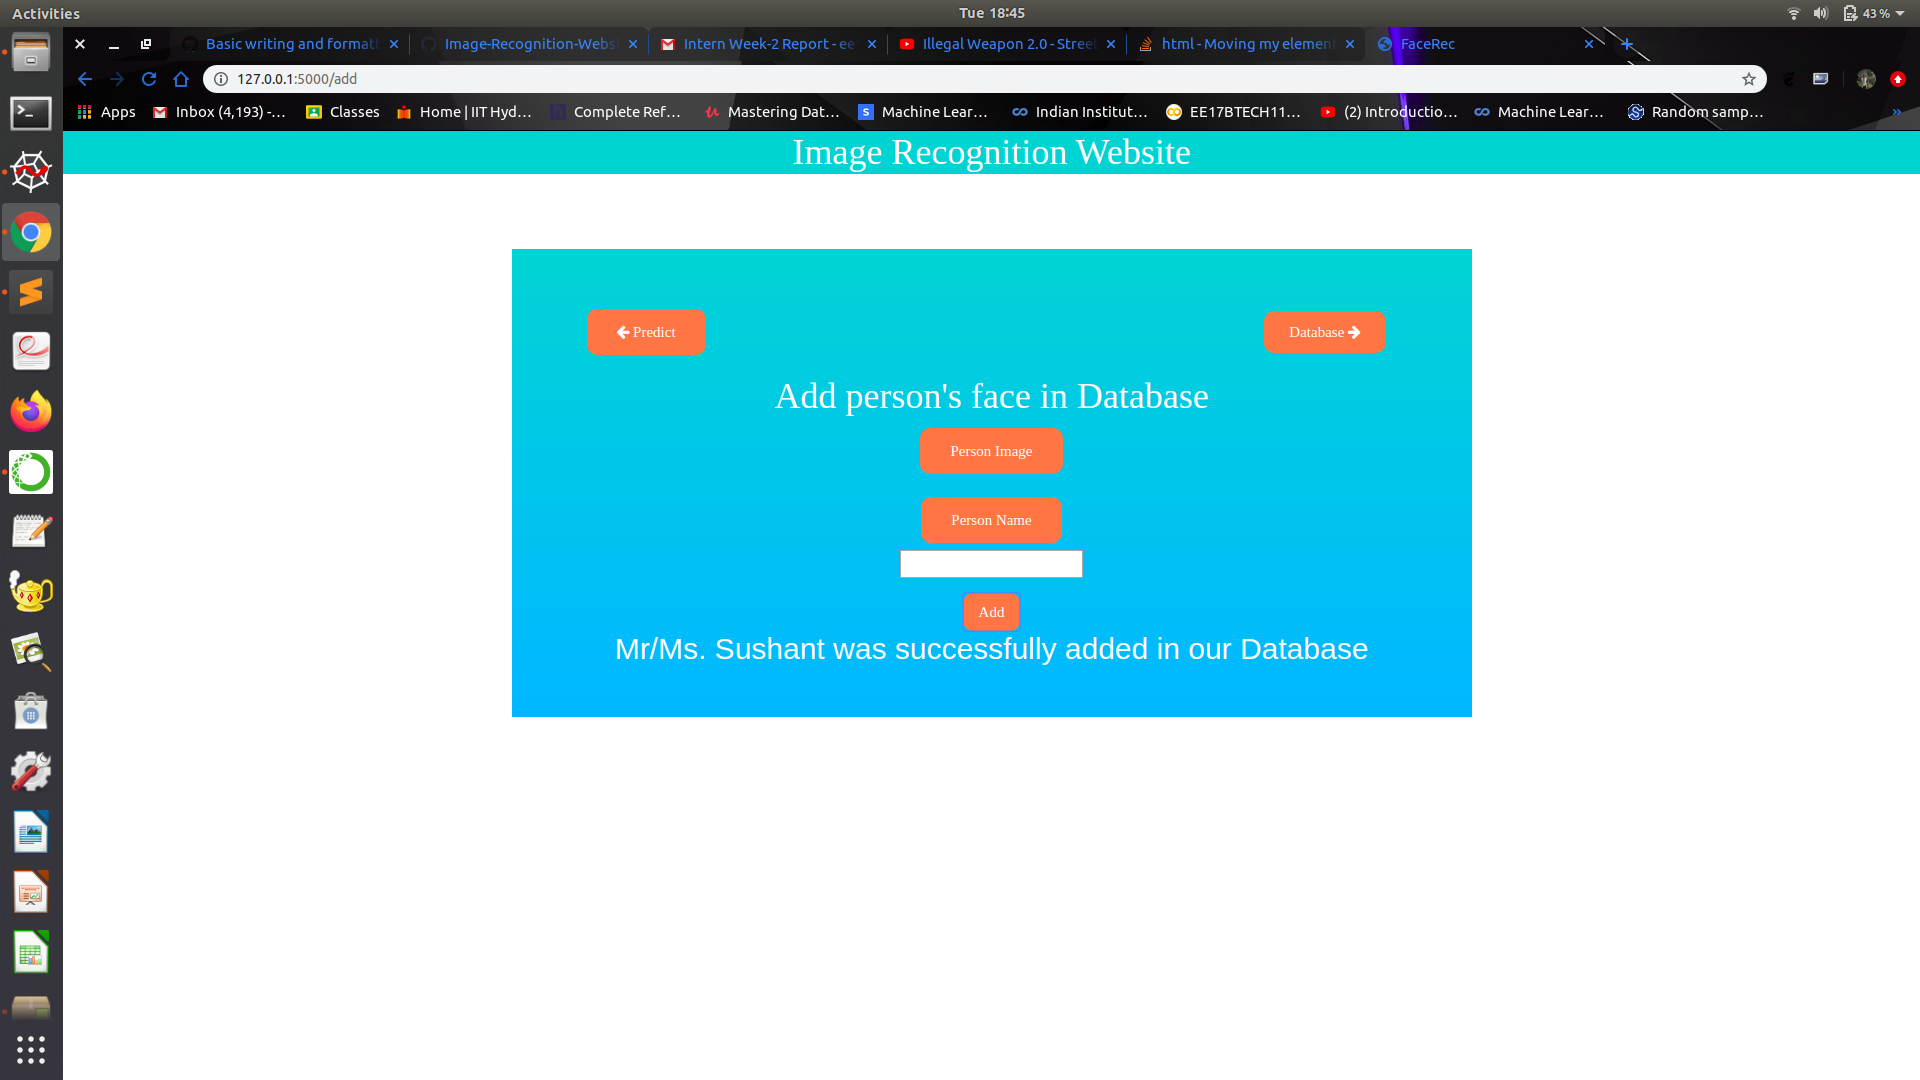 Activities
Tue 18:45
43 %
Basic writing and formatt
Image-Recognition-Websi
Intern Week-2 Report - ee
Illegal Weapon 2.0 - Street
html - Moving my element
FaceRec
127.0.0.1:5000/add
Apps
Inbox (4,193) -...
Classes
Home | IIT Hyd...
Complete Ref...
Mastering Dat...
Machine Lear...
Indian Institut...
EE17BTECH11...
(2) Introductio...
Machine Lear...
Random samp...
»
Image Recognition Website
Predict
Database
Add person's face in Database
Person Image
Person Name
Add
Mr/Ms. Sushant was successfully added in our Database